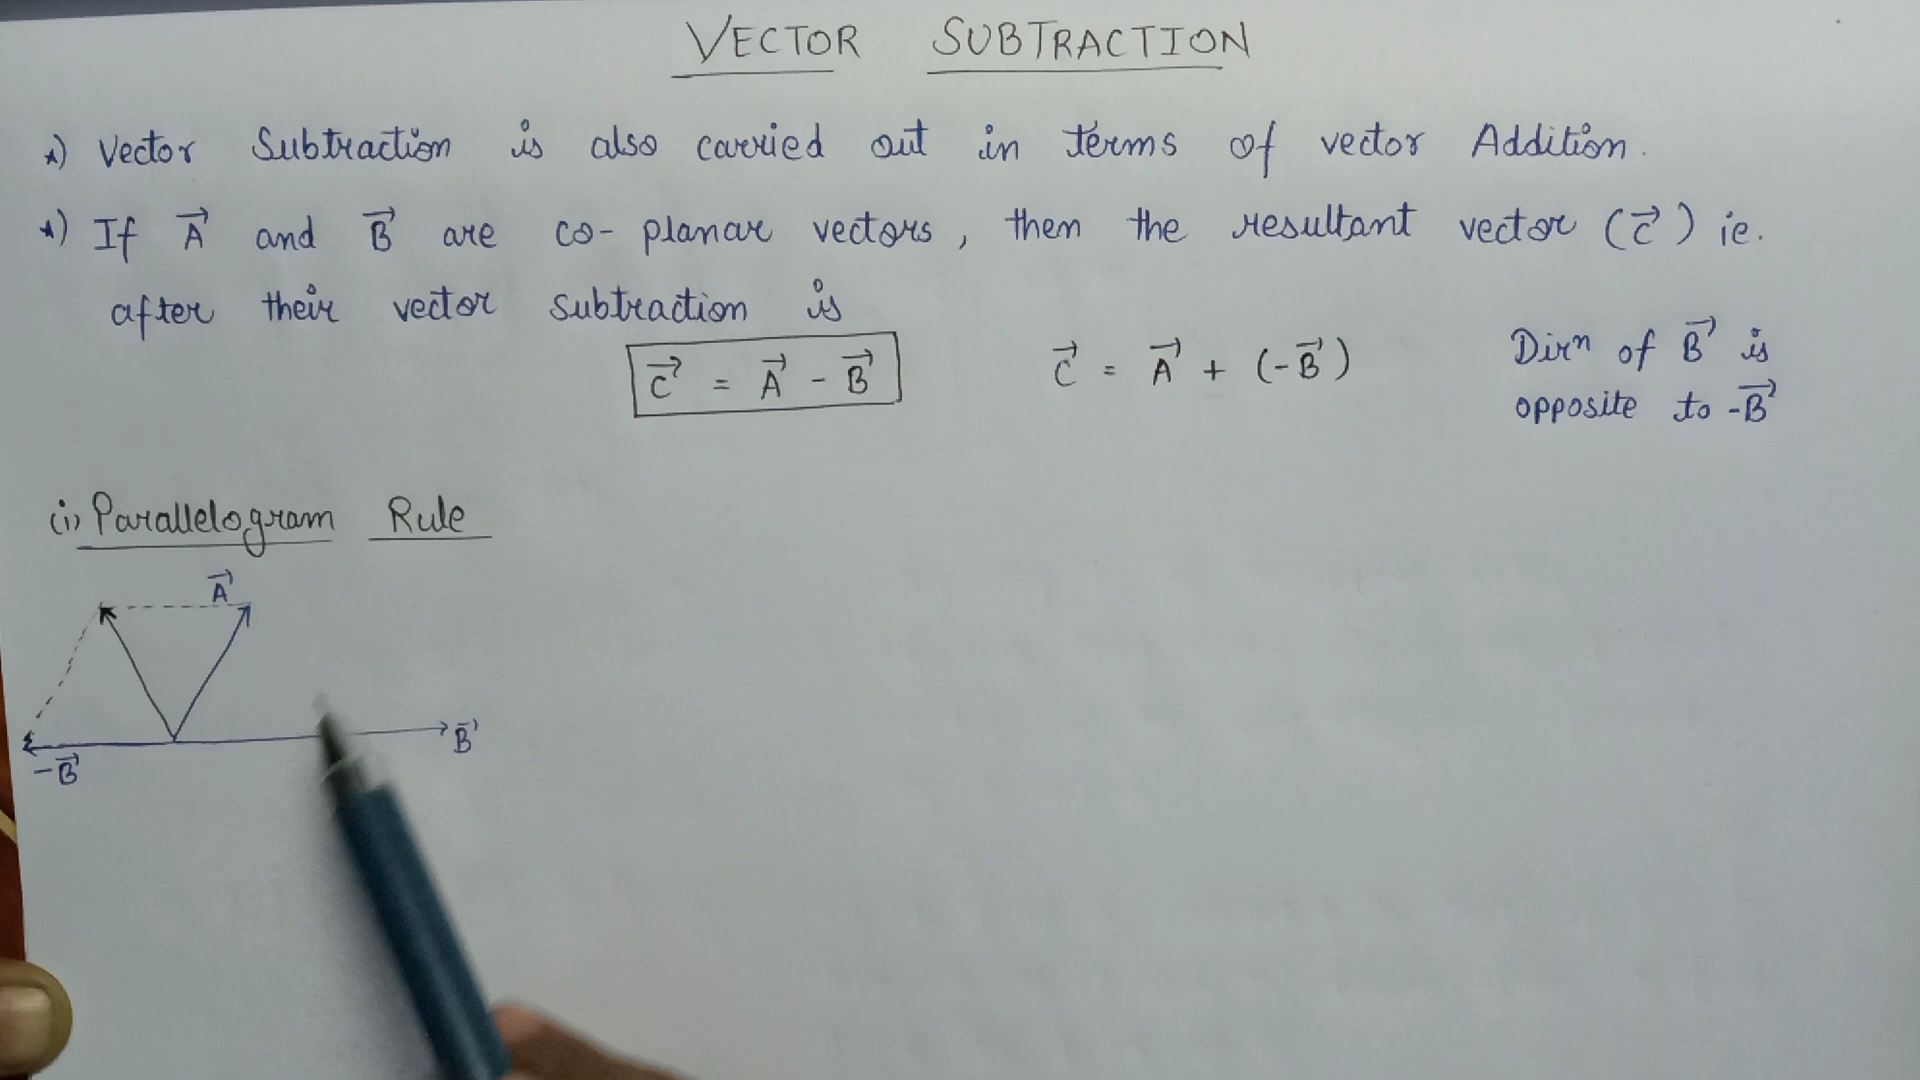 VECTOR SUBTRACTION
*) Vector Subtraction is also carried out in terms of vector Addition.
*) If A⃗ and B⃗ are co-planar vectors, then the resultant vector (C⃗) ie.
after their vector subtraction is
C⃗ = A⃗ - B⃗
C⃗ = A⃗ + (-B⃗)
Dirⁿ of B⃗ is
opposite to -B⃗
(i) Parallelogram Rule
A⃗
B⃗
-B⃗